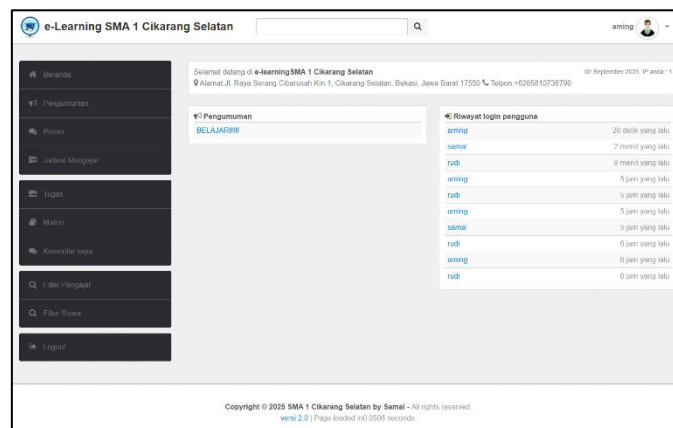 e-Learning SMA 1 Cikarang Selatan
aming
Beranda
Pengumuman
Pesan
Jadwal Mengajar
Tugas
Materi
Komentar saya
Filter Pengajar
Filter Siswa
Logout
Selamat datang di e-learningSMA 1 Cikarang Selatan
02 September 2025, IP anda :: 1
Alamat:Jl. Raya Serang Cibarusah Km.1, Cikarang Selatan, Bekasi, Jawa Barat 17550 Telpon:+6285810738790
Pengumuman
BELAJAR!!!!!
Riwayat login pengguna
aming 20 detik yang lalu
samal 2 menit yang lalu
rudi 8 menit yang lalu
aming 5 jam yang lalu
rudi 5 jam yang lalu
aming 5 jam yang lalu
samal 5 jam yang lalu
rudi 6 jam yang lalu
aming 6 jam yang lalu
rudi 6 jam yang lalu
Copyright © 2025 SMA 1 Cikarang Selatan by Samal - All rights reserved.
versi 2.0 | Page loaded in0.0506 seconds.